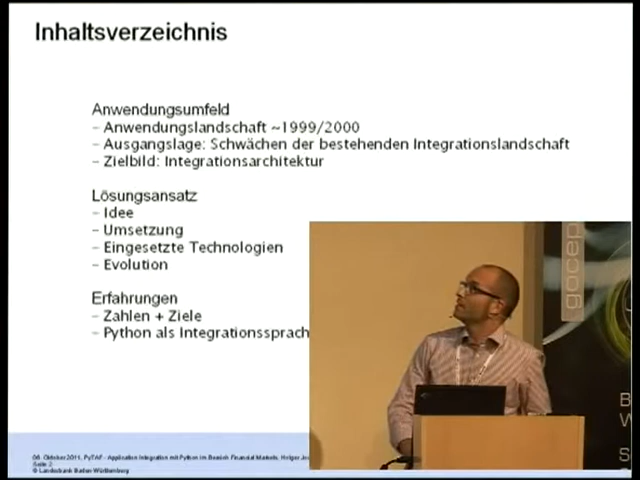 Inhaltsverzeichnis
Anwendungsumfeld
– Anwendungslandschaft ~1999/2000
– Ausgangslage: Schwächen der bestehenden Integrationslandschaft
– Zielbild: Integrationsarchitektur
Lösungsansatz
– Idee
– Umsetzung
– Eingesetzte Technologien
– Evolution
Erfahrungen
– Zahlen + Ziele
– Python als Integrationssprach
gocep
B
W
S
06. Oktober 2011, PyTAF - Application Integration mit Python im Bereich Financial Markets, Holger Jo
Seite 2
© Landesbank Baden-Württemberg